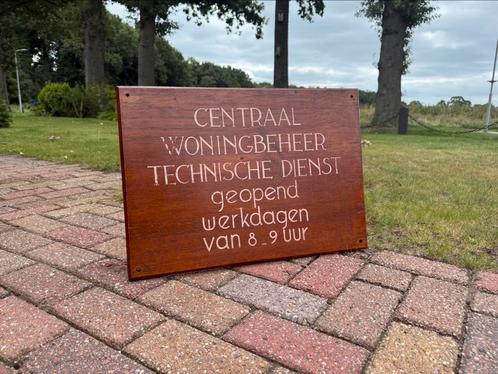 CENTRAAL
WONINGBEHEER
TECHNISCHE DIENST
geopend
werkdagen
van 8-9 uur